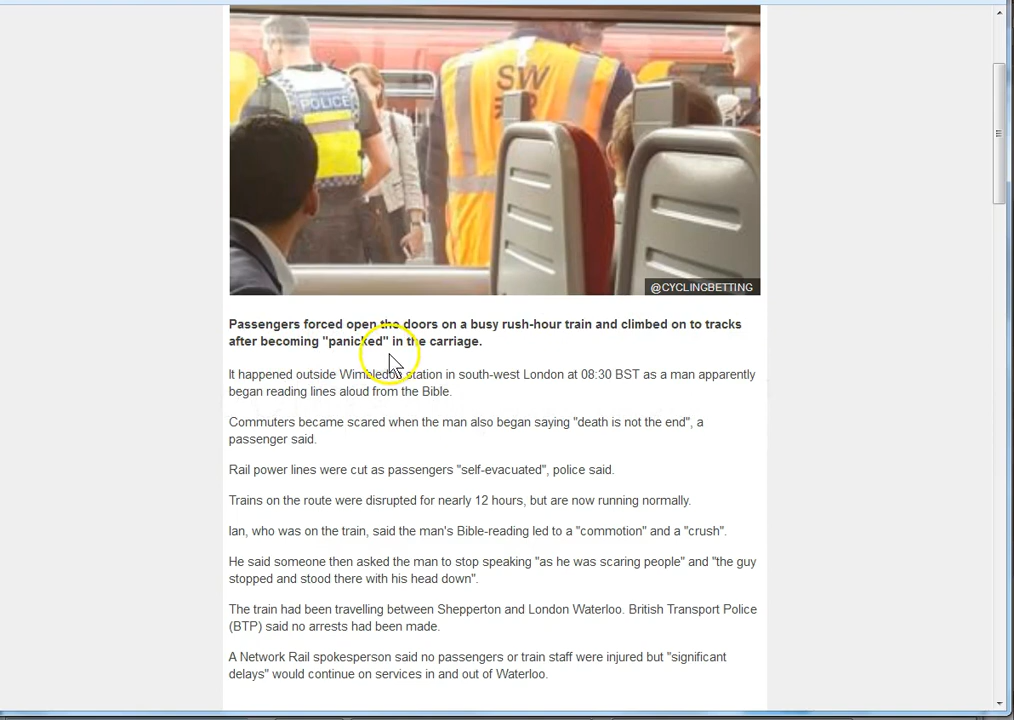 POLICE
SW
@CYCLINGBETTING
Passengers forced open the doors on a busy rush-hour train and climbed on to tracks
after becoming "panicked" in the carriage.
It happened outside Wimbledon station in south-west London at 08:30 BST as a man apparently
began reading lines aloud from the Bible.
Commuters became scared when the man also began saying "death is not the end", a
passenger said.
Rail power lines were cut as passengers "self-evacuated", police said.
Trains on the route were disrupted for nearly 12 hours, but are now running normally.
Ian, who was on the train, said the man's Bible-reading led to a "commotion" and a "crush".
He said someone then asked the man to stop speaking "as he was scaring people" and "the guy
stopped and stood there with his head down".
The train had been travelling between Shepperton and London Waterloo. British Transport Police
(BTP) said no arrests had been made.
A Network Rail spokesperson said no passengers or train staff were injured but "significant
delays" would continue on services in and out of Waterloo.